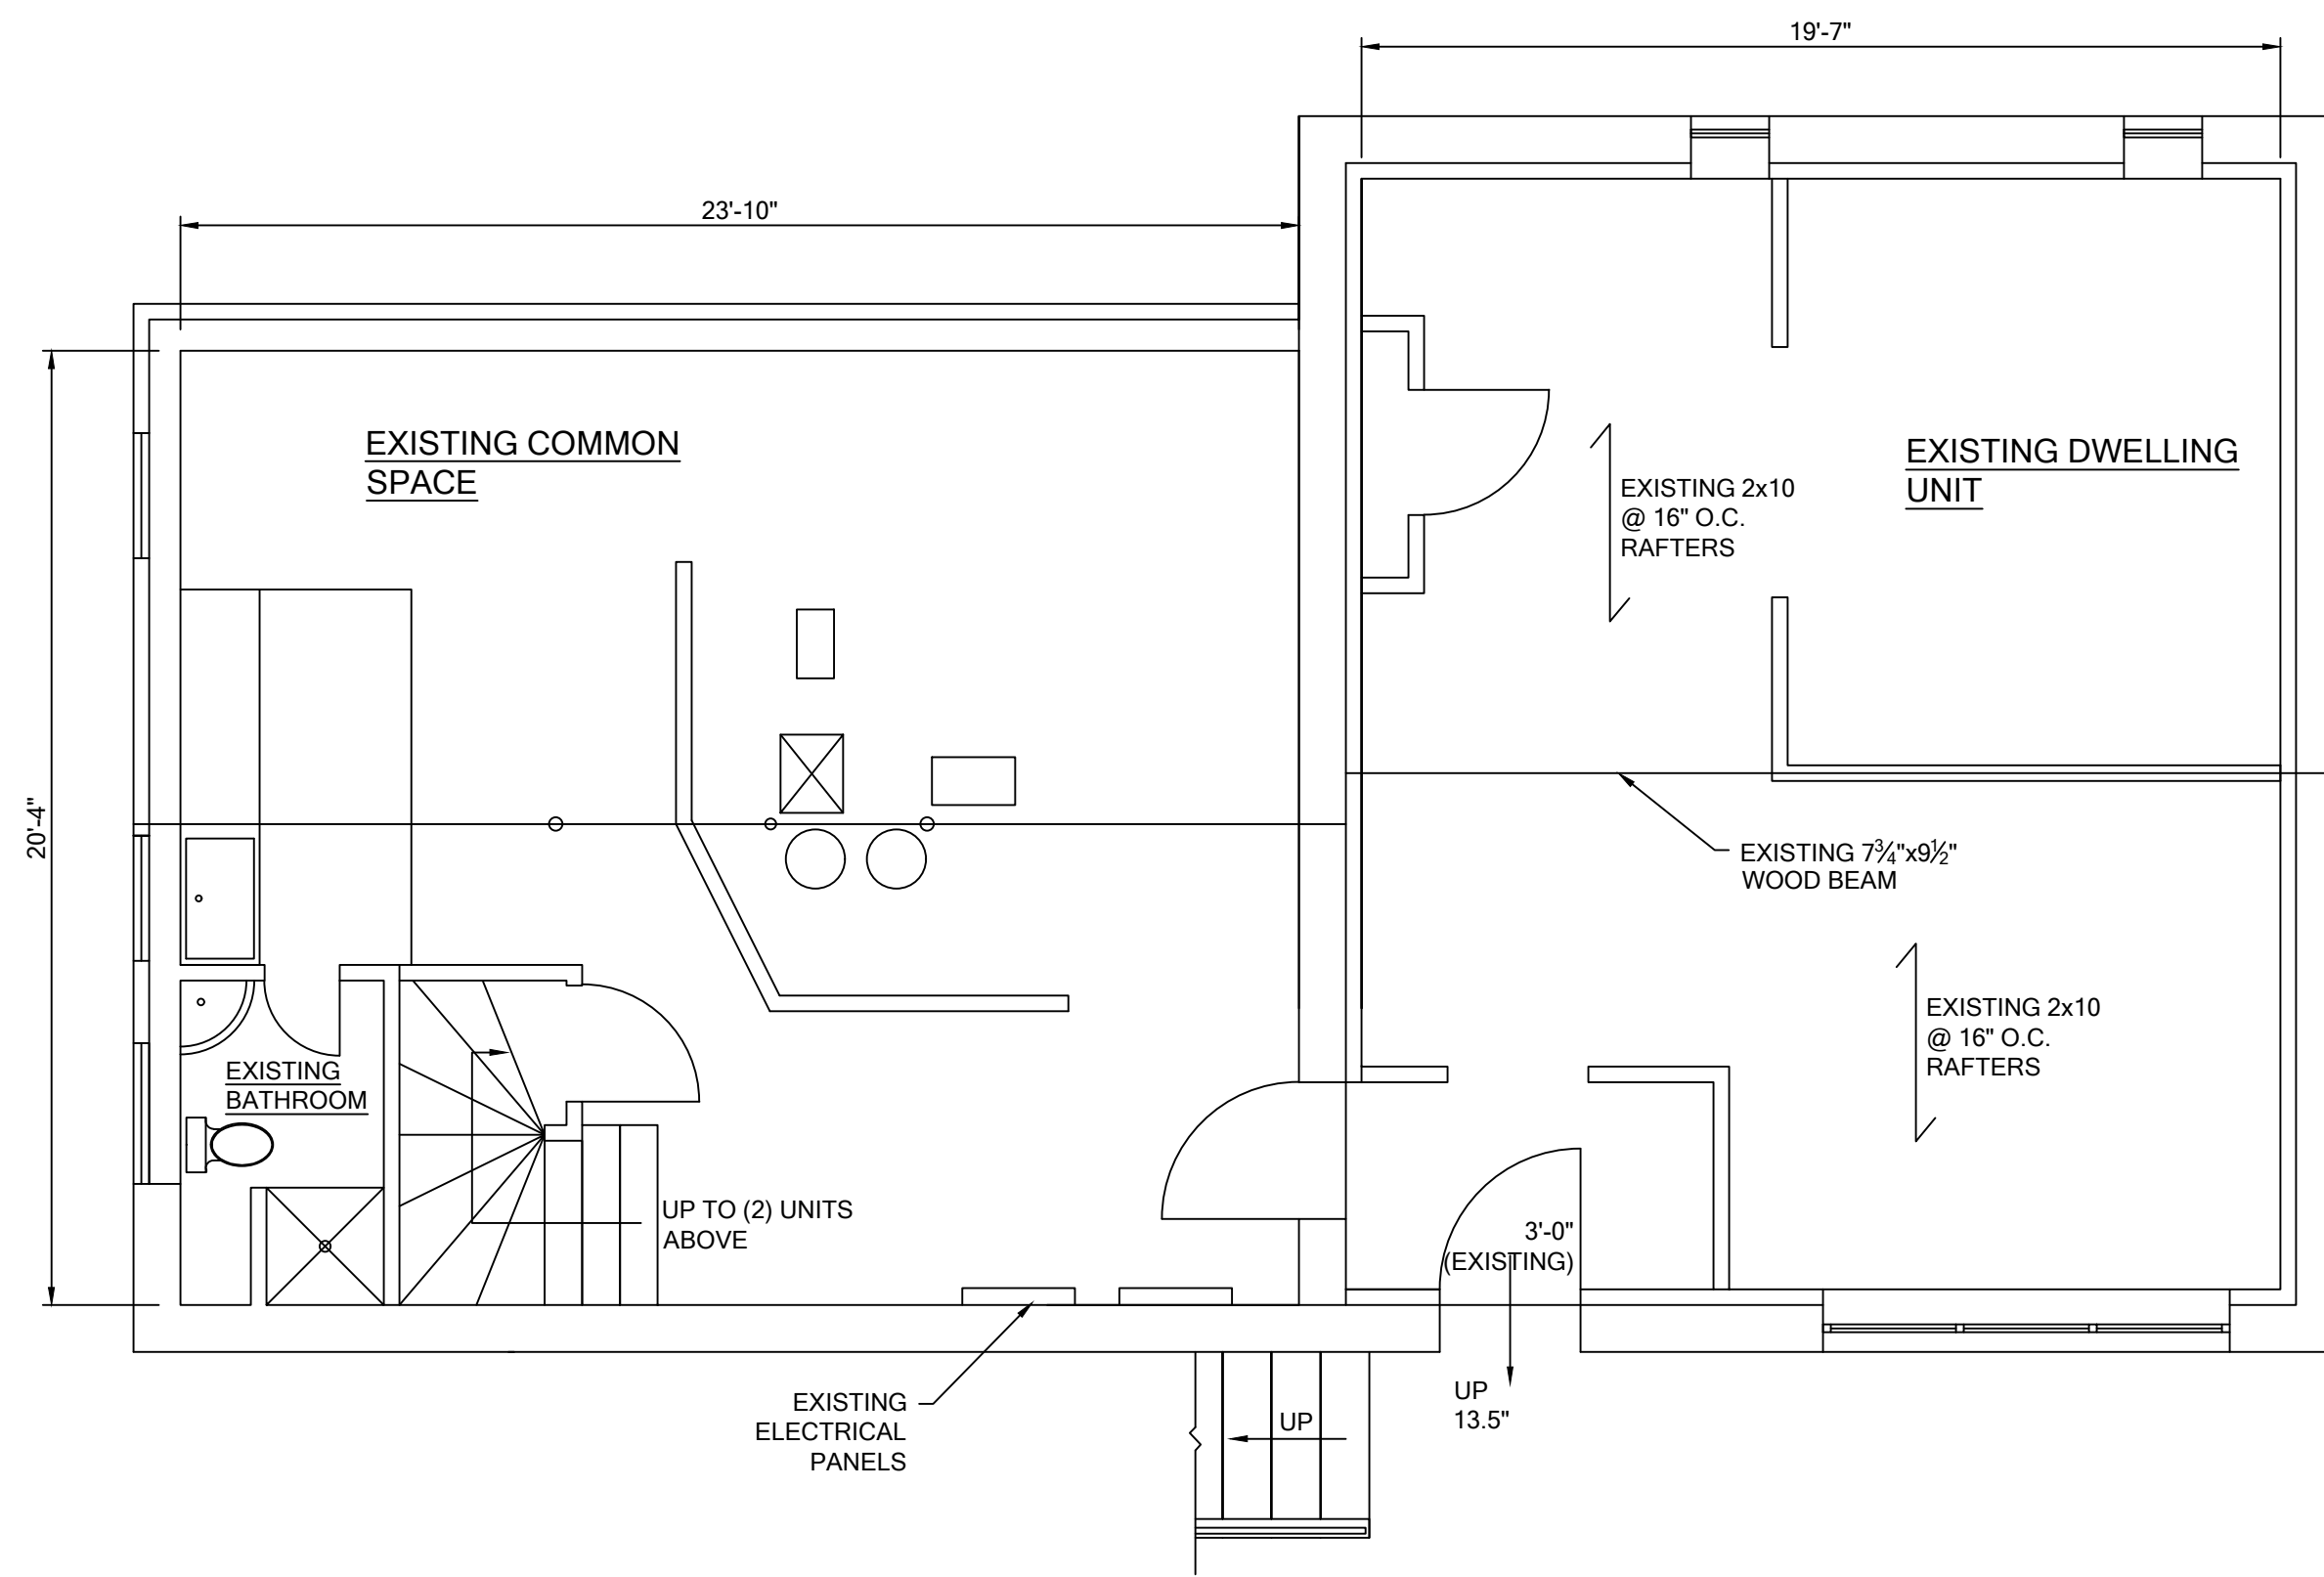 19'-7"
23'-10"
EXISTING COMMON
SPACE
EXISTING DWELLING
UNIT
EXISTING 2x10
@ 16" O.C.
RAFTERS
20'-4"
EXISTING 7¾"x9½"
WOOD BEAM
EXISTING 2x10
@ 16" O.C.
RAFTERS
EXISTING
BATHROOM
UP TO (2) UNITS
ABOVE
3'-0"
(EXISTING)
EXISTING
ELECTRICAL
PANELS
UP
UP
13.5"